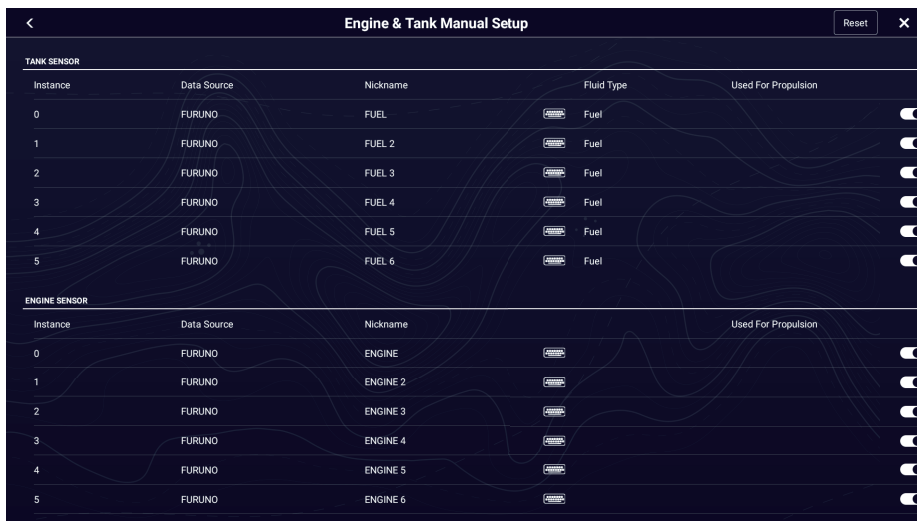 Engine & Tank Manual Setup Reset
TANK SENSOR
Instance Data Source Nickname Fluid Type Used For Propulsion
0 FURUNO FUEL Fuel
1 FURUNO FUEL 2 Fuel
2 FURUNO FUEL 3 Fuel
3 FURUNO FUEL 4 Fuel
4 FURUNO FUEL 5 Fuel
5 FURUNO FUEL 6 Fuel
ENGINE SENSOR
Instance Data Source Nickname Used For Propulsion
0 FURUNO ENGINE
1 FURUNO ENGINE 2
2 FURUNO ENGINE 3
3 FURUNO ENGINE 4
4 FURUNO ENGINE 5
5 FURUNO ENGINE 6